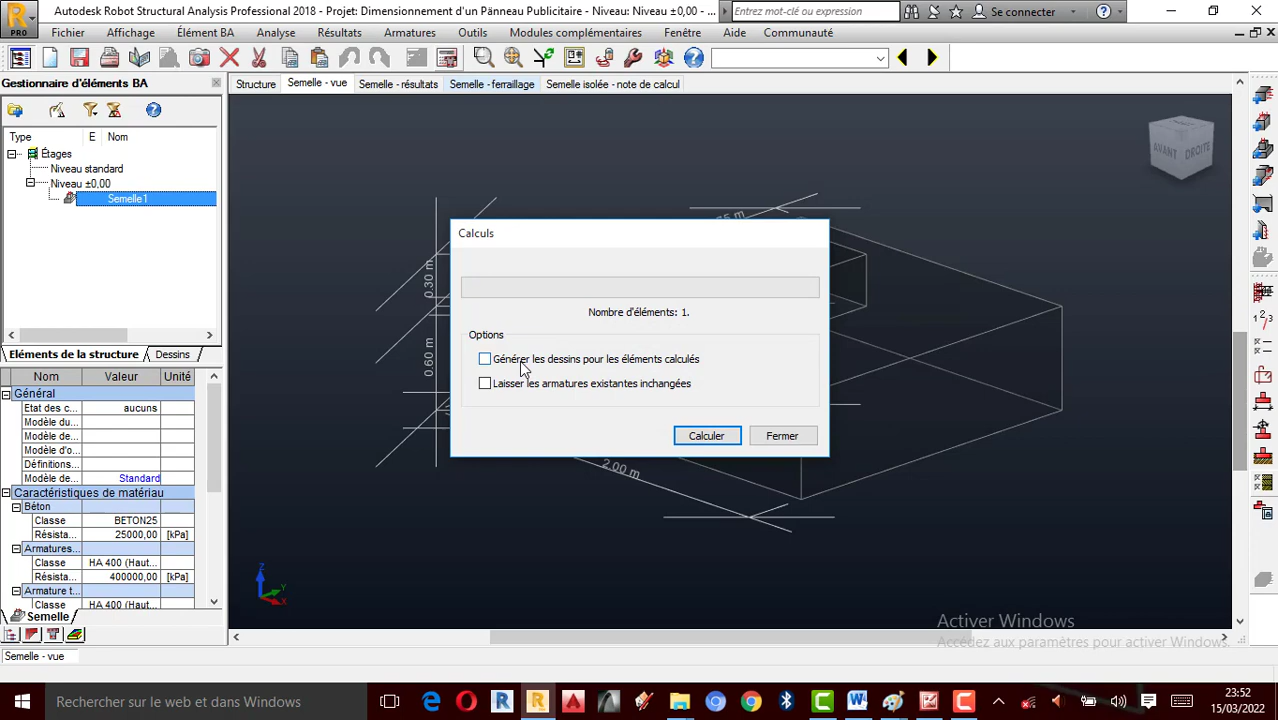 PRO
Autodesk Robot Structural Analysis Professional 2018 - Projet: Dimensionnement d'un Pänneau Publicitaire - Niveau: Niveau ±0,00 - ...
Entrez mot-clé ou expression
Se connecter
Fichier Affichage Élément BA Analyse Résultats Armatures Outils Modules complémentaires Fenêtre Aide Communauté
Gestionnaire d'éléments BA
Structure Semelle - vue Semelle - résultats Semelle - ferraillage Semelle isolée - note de calcul
Type E Nom
Étages
Niveau standard
Niveau ±0,00
Semelle1
Eléments de la structure Dessins
Nom Valeur Unité
Général
Etat des c... aucuns
Modèle du...
Modèle de...
Modèle d'o...
Définitions...
Modèle de... Standard
Caractéristiques de matériau
Béton
Classe BETON25
Résista... 25000,00 [kPa]
Armatures...
Classe HA 400 (Haut...
Résista... 400000,00 [kPa]
Armature t...
Classe HA 400 (Haut...
Semelle
Semelle - vue
AVANT DROITE
0.30 m
0.60 m
2.00 m
Z
Y
X
Calculs
Nombre d'éléments: 1.
Options
Générer les dessins pour les éléments calculés
Laisser les armatures existantes inchangées
Calculer Fermer
Activer Windows
Accédez aux paramètres pour activer Windows.
Rechercher sur le web et dans Windows
23:52
15/03/2022